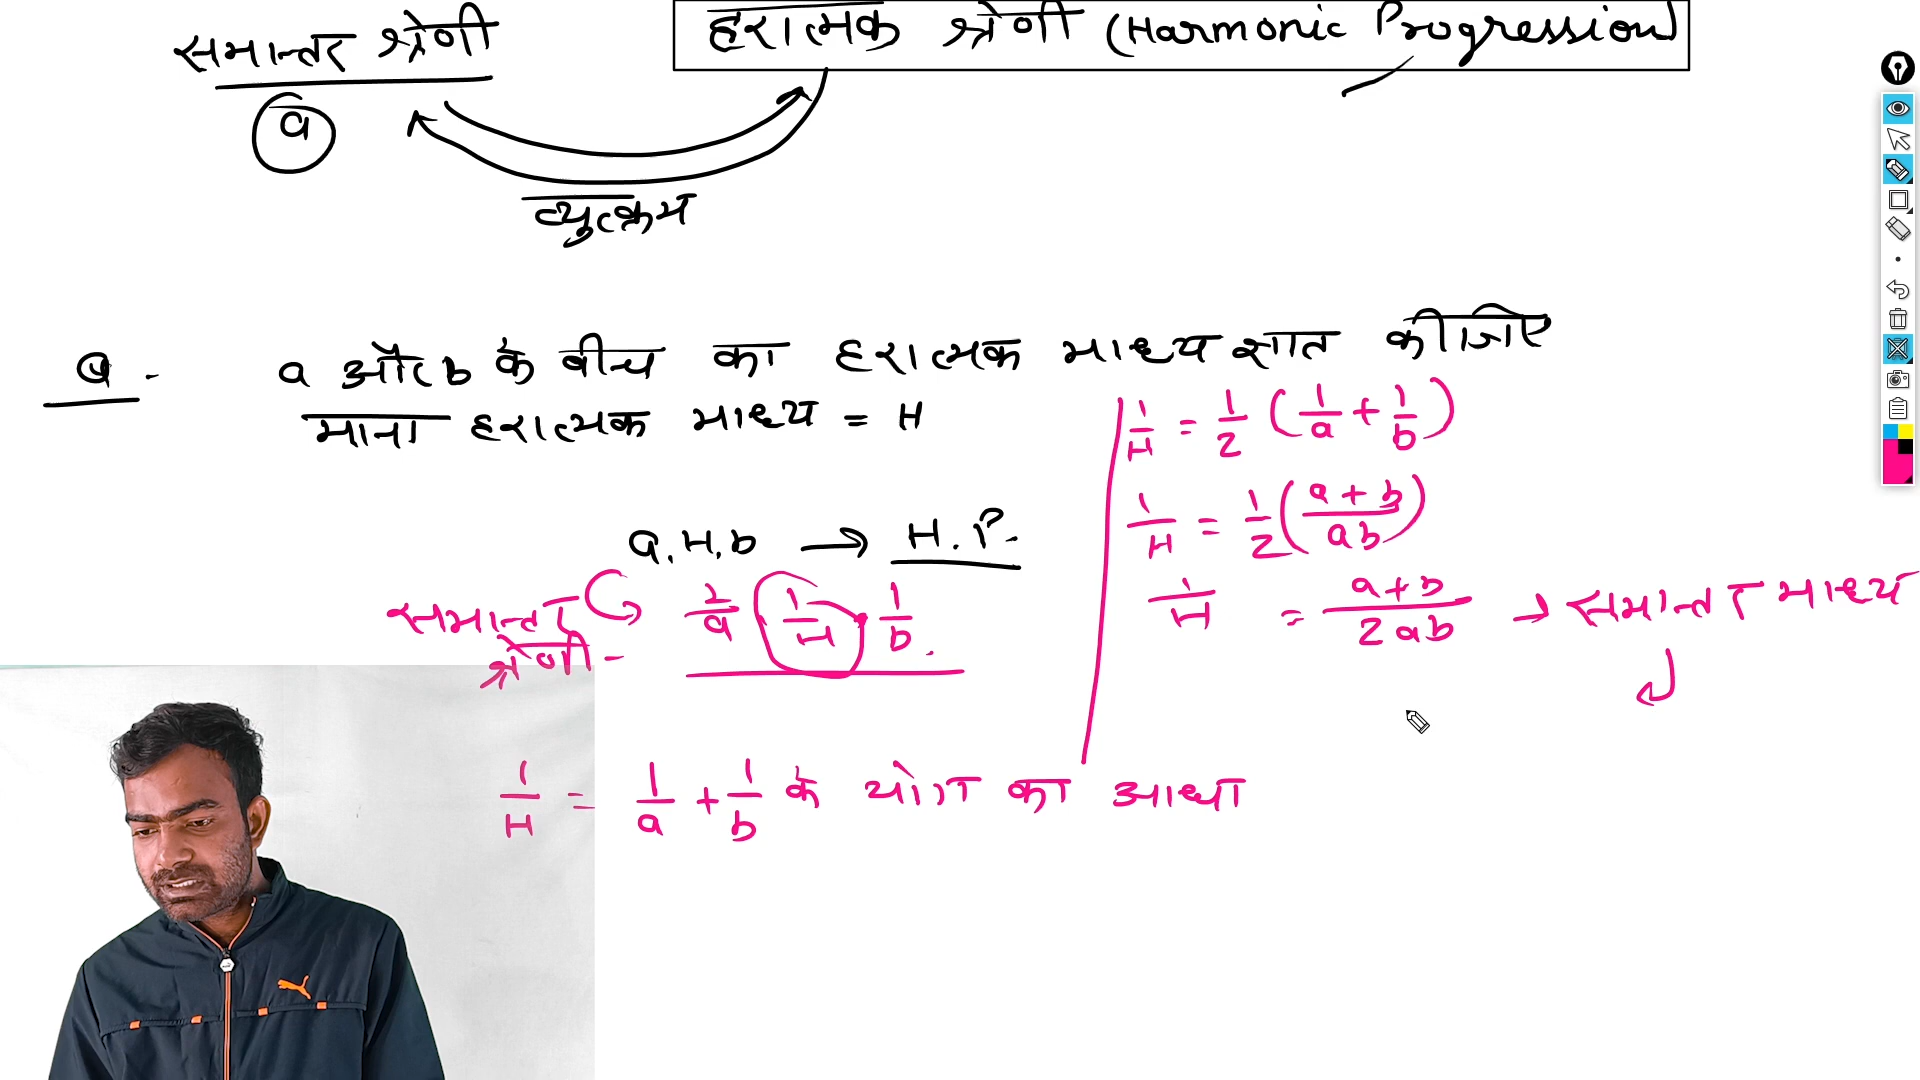 समान्तर श्रेणी
हरात्मक श्रेणी (Harmonic Progression)
a
व्युत्क्रम
Q - a और b के बीच का हरात्मक माध्य ज्ञात कीजिए
माना हरात्मक माध्य = H
a, H, b → H.P.
समान्तर श्रेणी - 1/a, 1/H, 1/b.
1/H = 1/a + 1/b के योग का आधा
1/H = 1/2 (1/a + 1/b)
1/H = 1/2 (a + b/ab)
1/H = a+b/2ab → समान्तर माध्य